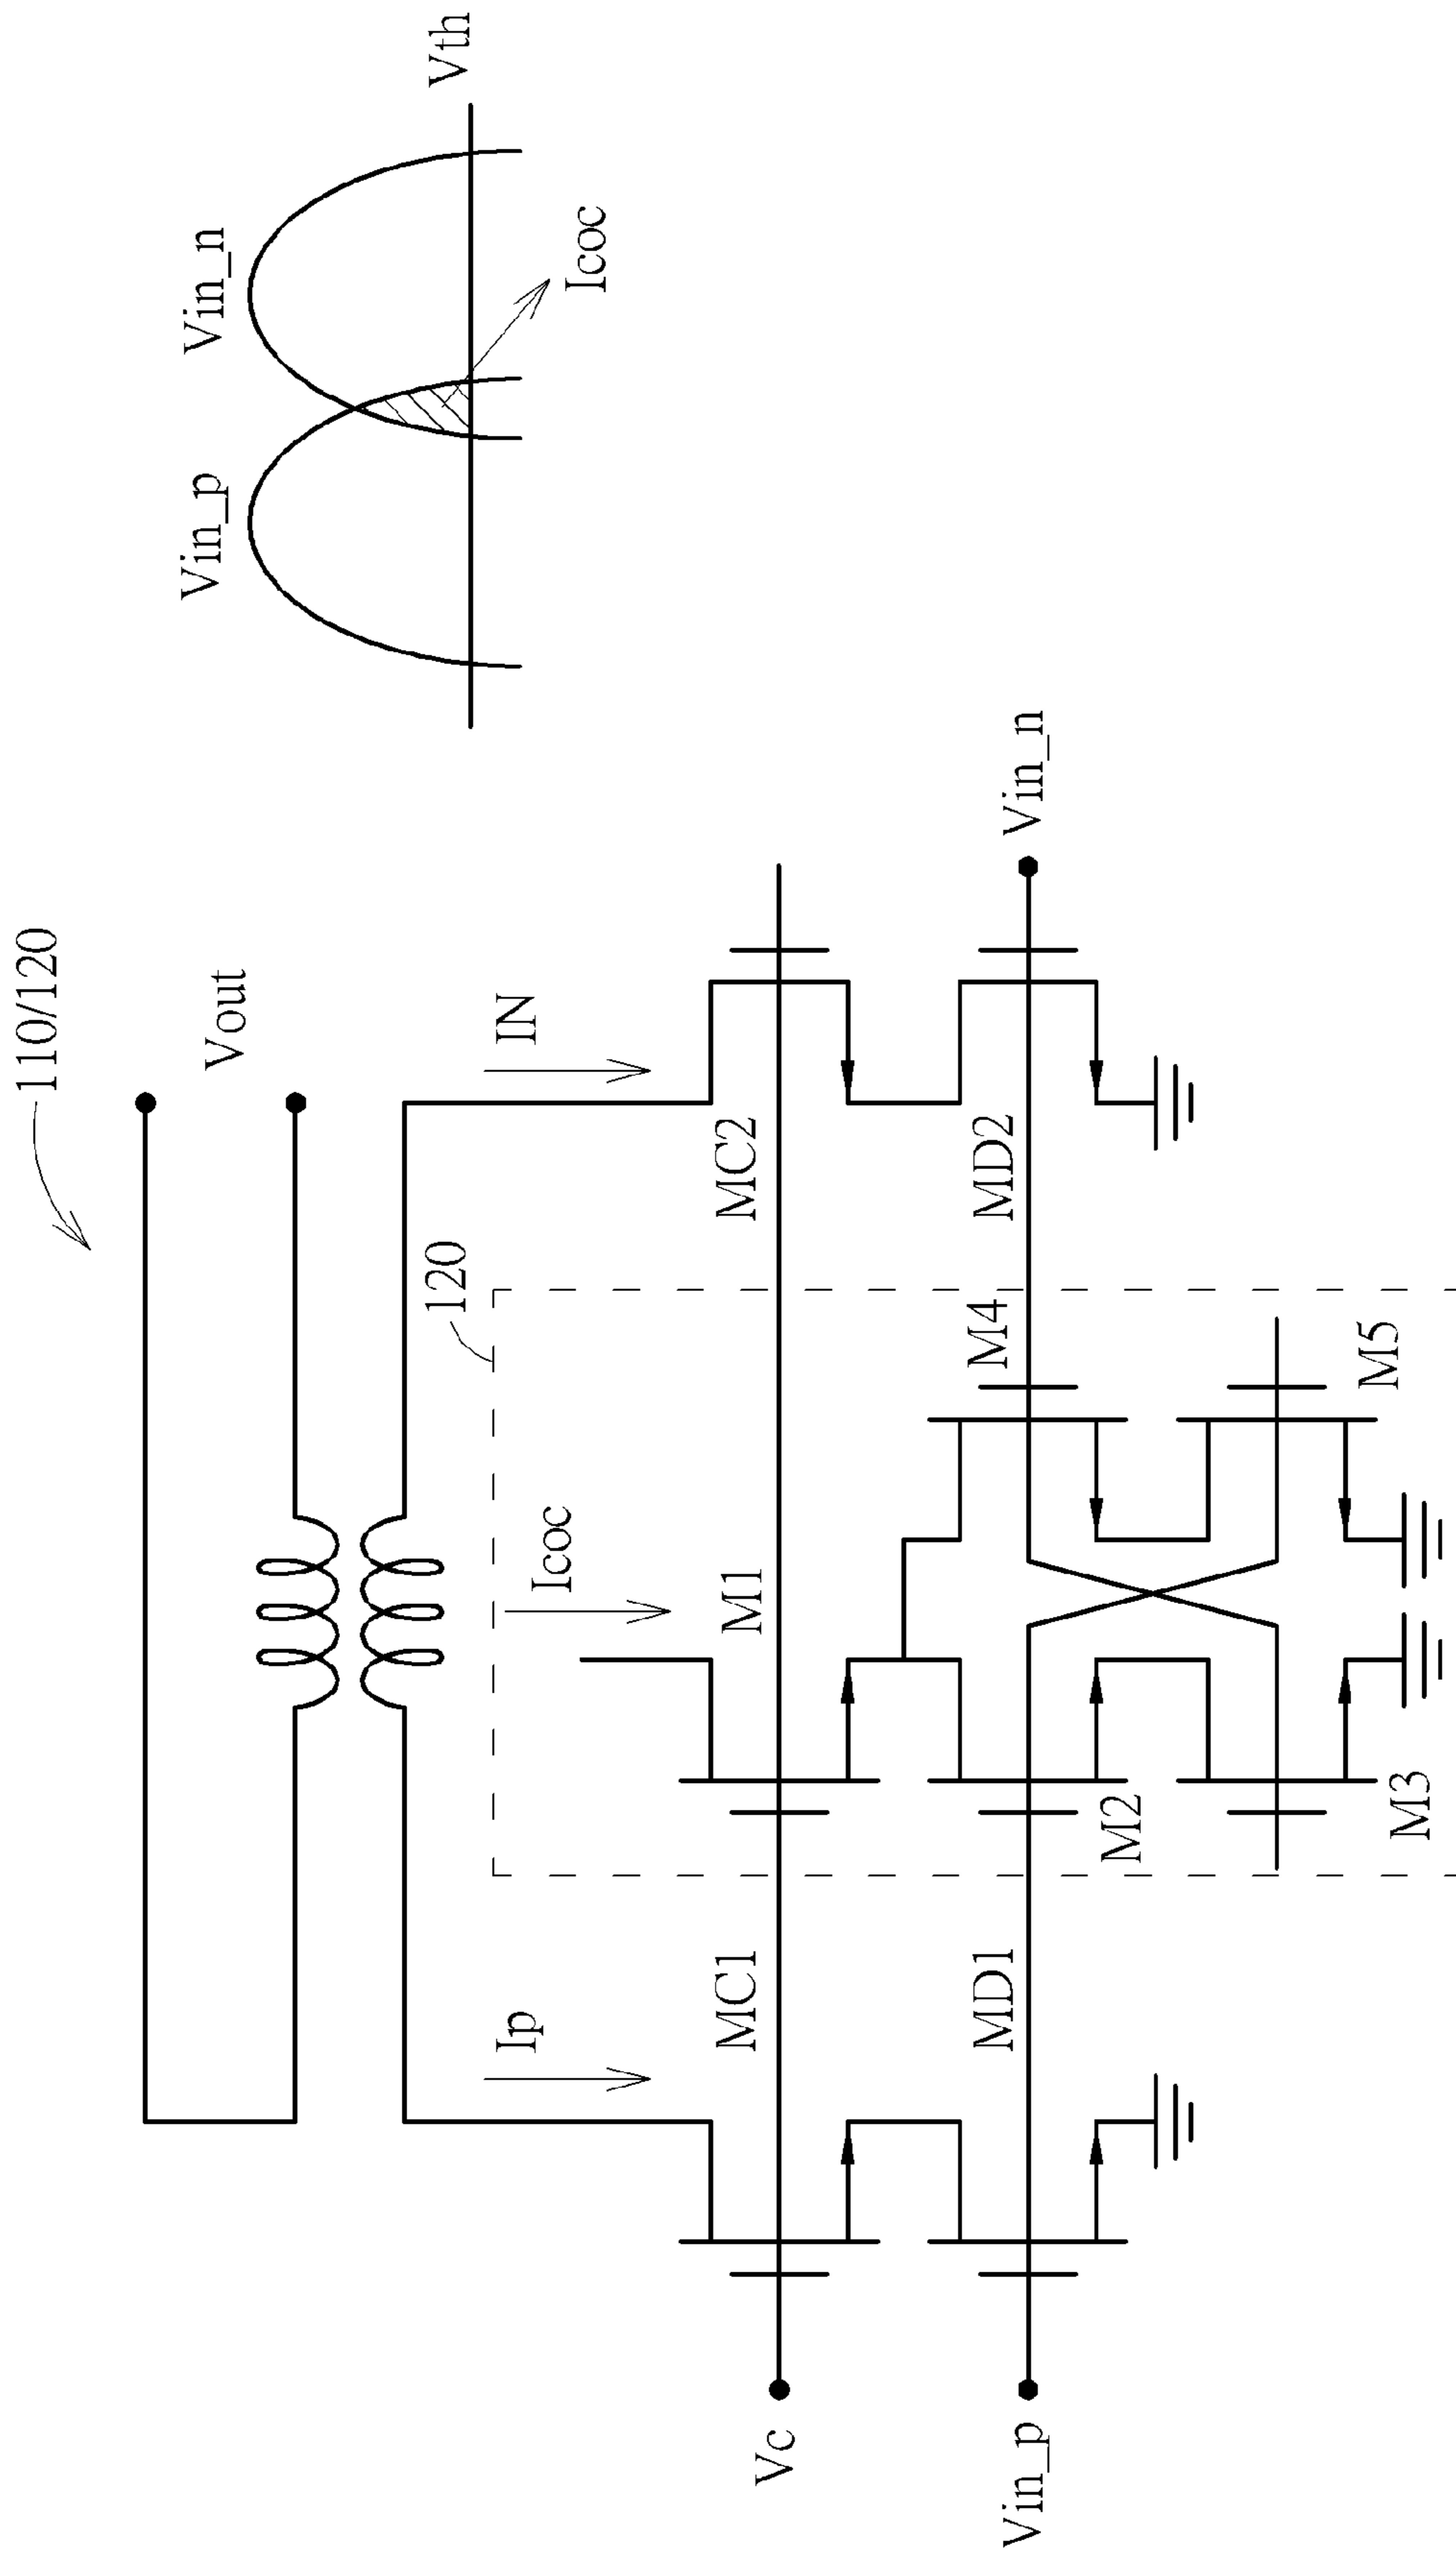 110/120
Vout
Vin_p
Vin_n
Vth
Icoc
Ip
Icoc
120
IN
Vc
MC1
M1
MC2
Vin_p
MD1
M2
M4
MD2
Vin_n
M3
M5